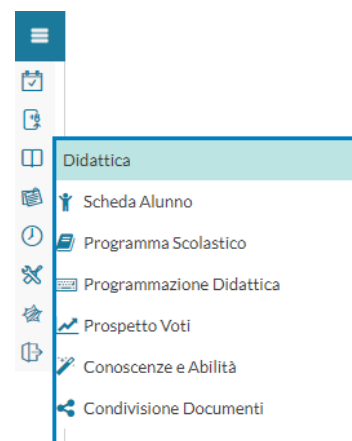 Didattica
Scheda Alunno
Programma Scolastico
Programmazione Didattica
Prospetto Voti
Conoscenze e Abilità
Condivisione Documenti